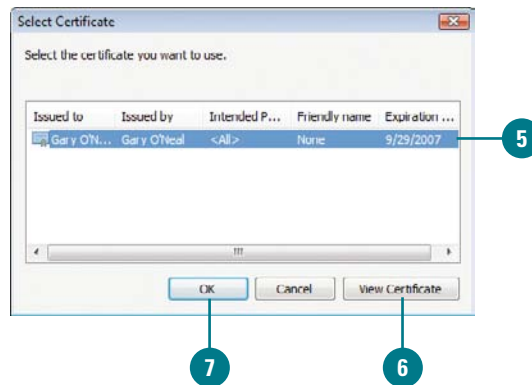 Select Certificate
Select the certificate you want to use.
Issued to Issued by Intended P... Friendly name Expiration ...
Gary O'N... Gary O'Neal <All> None 9/29/2007
5
OK Cancel View Certificate
7 6